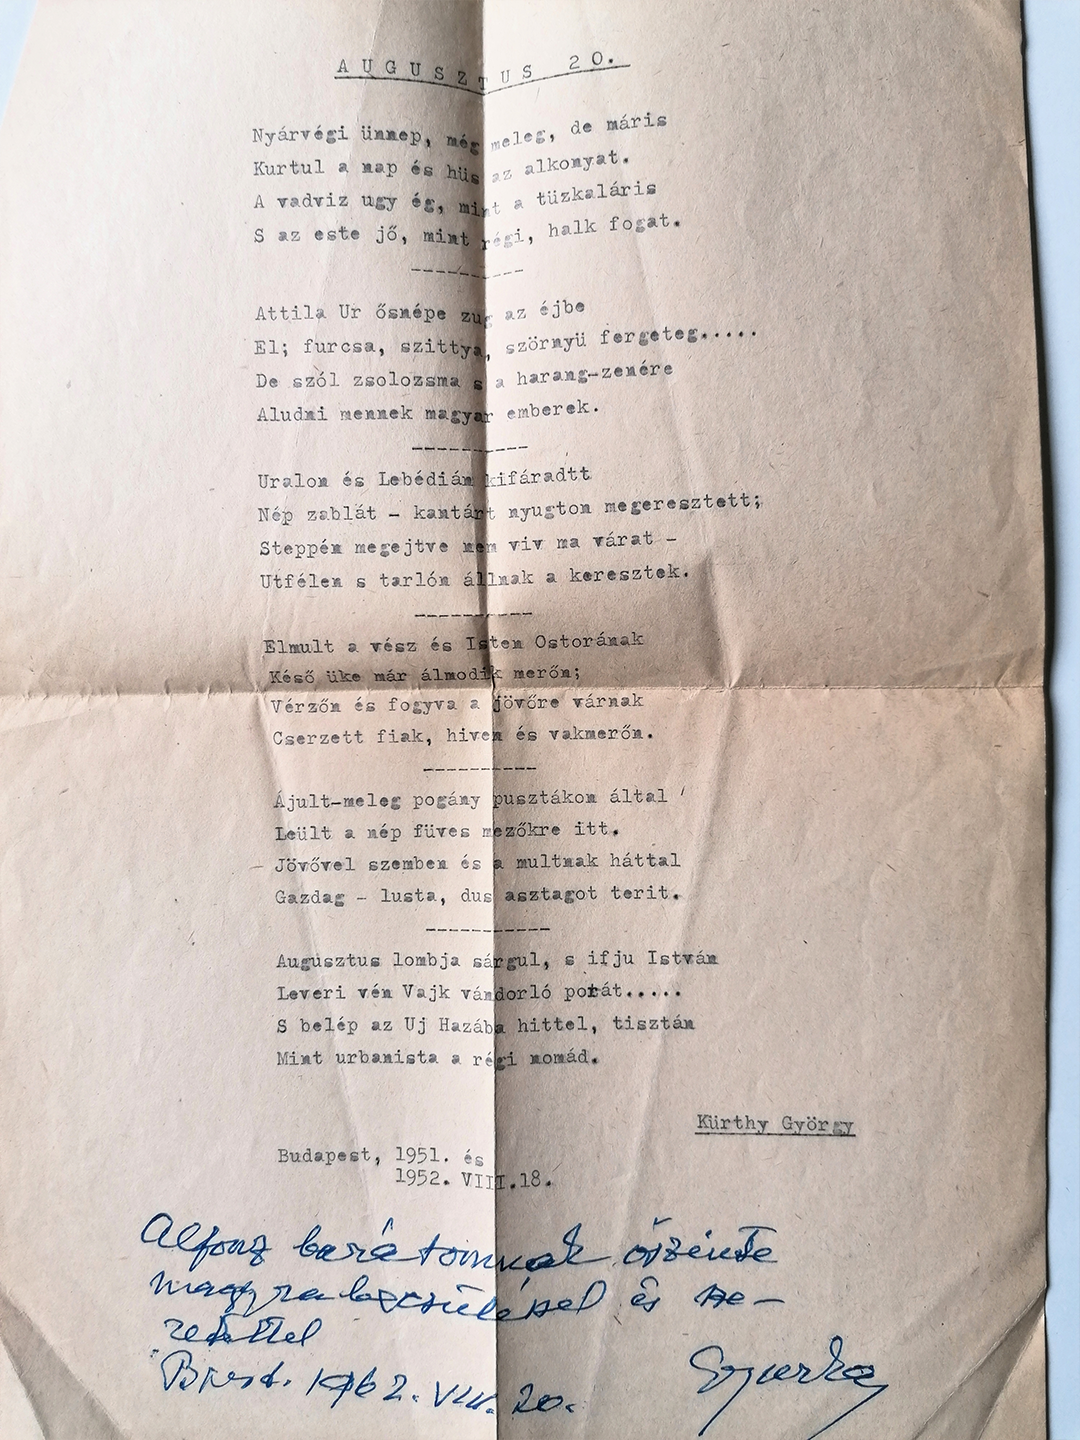 AUGUSZTUS 20.
Nyárvégi ünnep, még meleg, de máris
Kurtul a nap és hüs az alkonyat.
A vadviz ugy ég, mint a tüzkaláris
S az este jő, mint régi, halk fogat.
-----------
Attila Ur ősnépe zug az éjbe
El; furcsa, szittya, szörnyü fergeteg.....
De szól zsolozsma s a harang-zenére
Aludni mennek magyar emberek.
-----------
Uralon és Lebédián kifáradtt
Nép zablát - kantárt nyugton megeresztett;
Steppén megejtve nem viv ma várat -
Utfélen s tarlón állnak a keresztek.
-----------
Elmult a vész és Isten Ostorának
Késő üke már álmodik merőn;
Vérzőn és fogyva a jövőre várnak
Cserzett fiak, hiven és vakmerőn.
-----------
Ájult-meleg pogány pusztákon által
Leült a nép füves mezőkre itt.
Jövővel szemben és a multnak háttal
Gazdag - lusta, dus asztagot terit.
-----------
Augusztus lombja sárgul, s ifju István
Leveri vén Vajk vándorló porát.....
S belép az Uj Hazába hittel, tisztán
Mint urbanista a régi nomád.
Kürthy György
Budapest, 1951. és
1952. VIII.18.
Alfonz barátomnak őszinte
nagyrabecsüléssel és sze-
retettel
Bpest. 1962. VIII. 20.
Gyurka